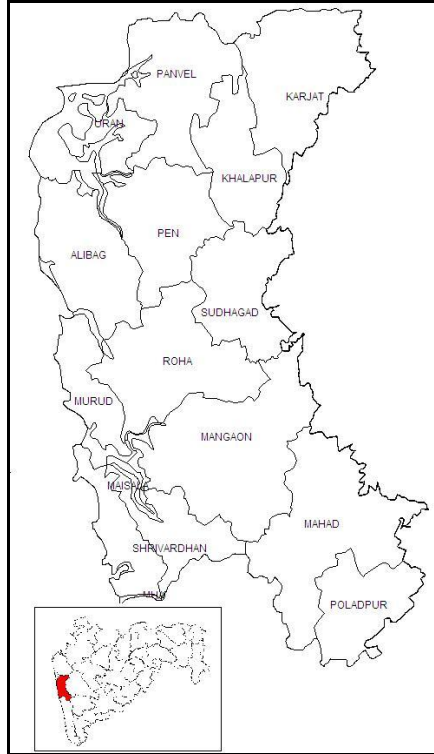 PANVEL
KARJAT
URAN
KHALAPUR
PEN
ALIBAG
SUDHAGAD
ROHA
MURUD
MANGAON
MAHAD
SHRIVARDHAN
POLADPUR